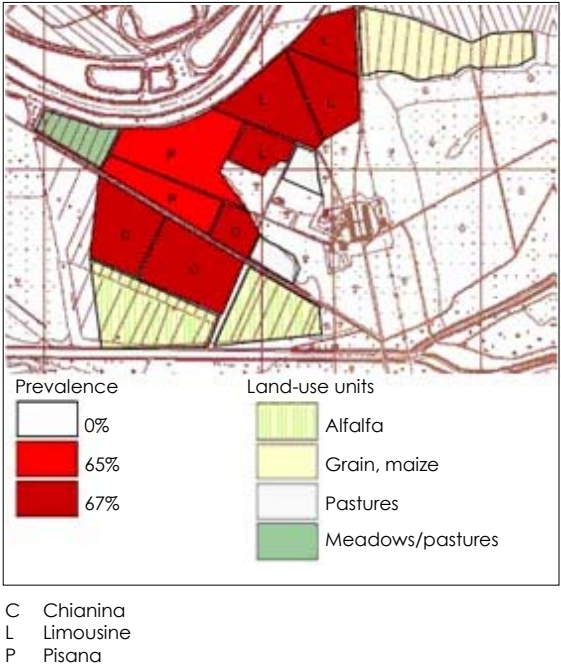 L
L
L
P
L
P
C
C
C
Prevalence
0%
65%
67%
Land-use units
Alfalfa
Grain, maize
Pastures
Meadows/pastures
C Chianina
L Limousine
P Pisana